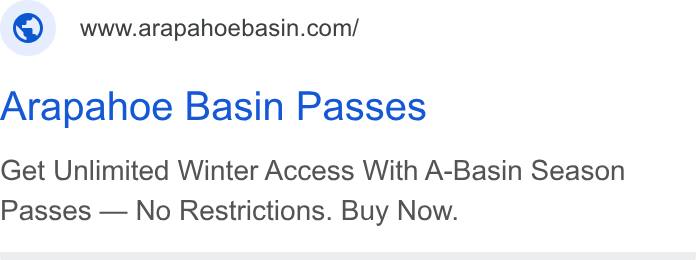 www.arapahoebasin.com/
Arapahoe Basin Passes
Get Unlimited Winter Access With A-Basin Season
Passes — No Restrictions. Buy Now.